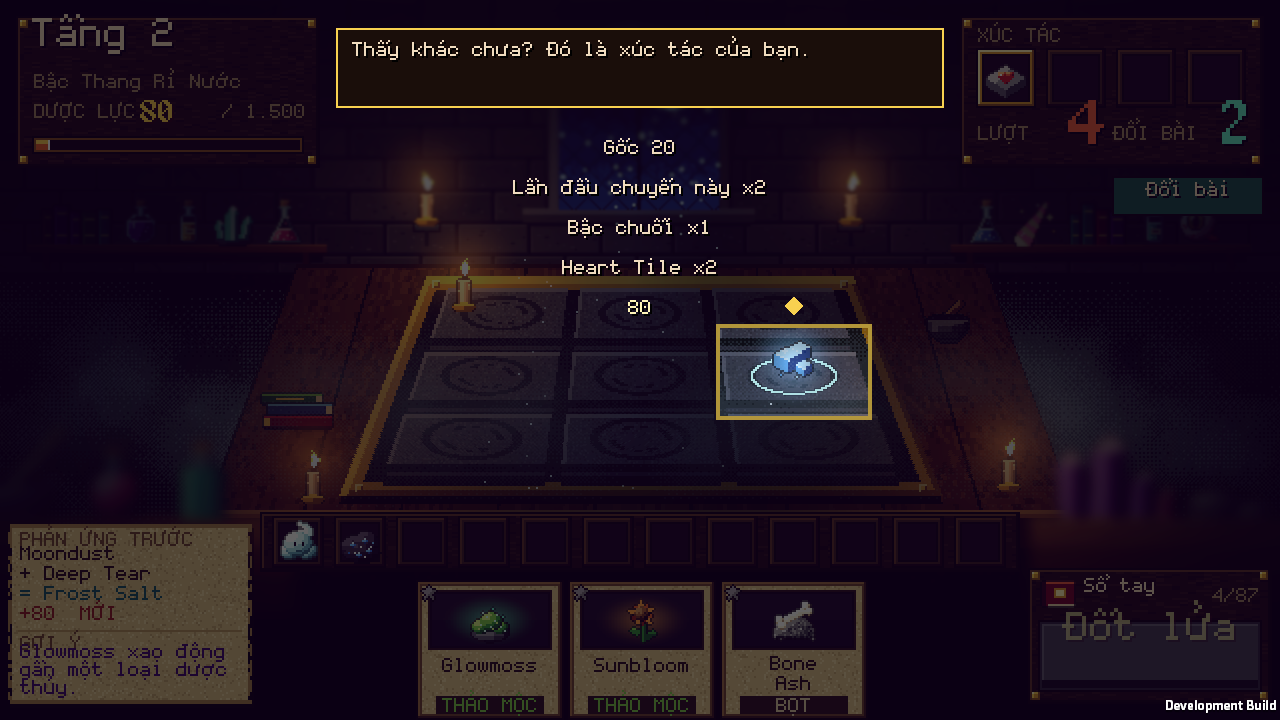 Tầng 2
Bậc Thang Rỉ Nước
DƯỢC LỰC 80 / 1.500
Thấy khác chưa? Đó là xúc tác của bạn.
XÚC TÁC
LƯỢT 4 ĐỔI BÀI 2
Đổi bài
Gốc 20
Lần đầu chuyến này x2
Bậc chuỗi x1
Heart Tile x2
80
PHẢN ỨNG TRƯỚC
Moondust
+ Deep Tear
= Frost Salt
+80 MỚI
GỢI Ý
Glowmoss xao động
gần một loại dược
thủy.
Glowmoss
THẢO MỘC
Sunbloom
THẢO MỘC
Bone
Ash
BỘT
Sổ tay
4/87
Đốt lửa
Development Build